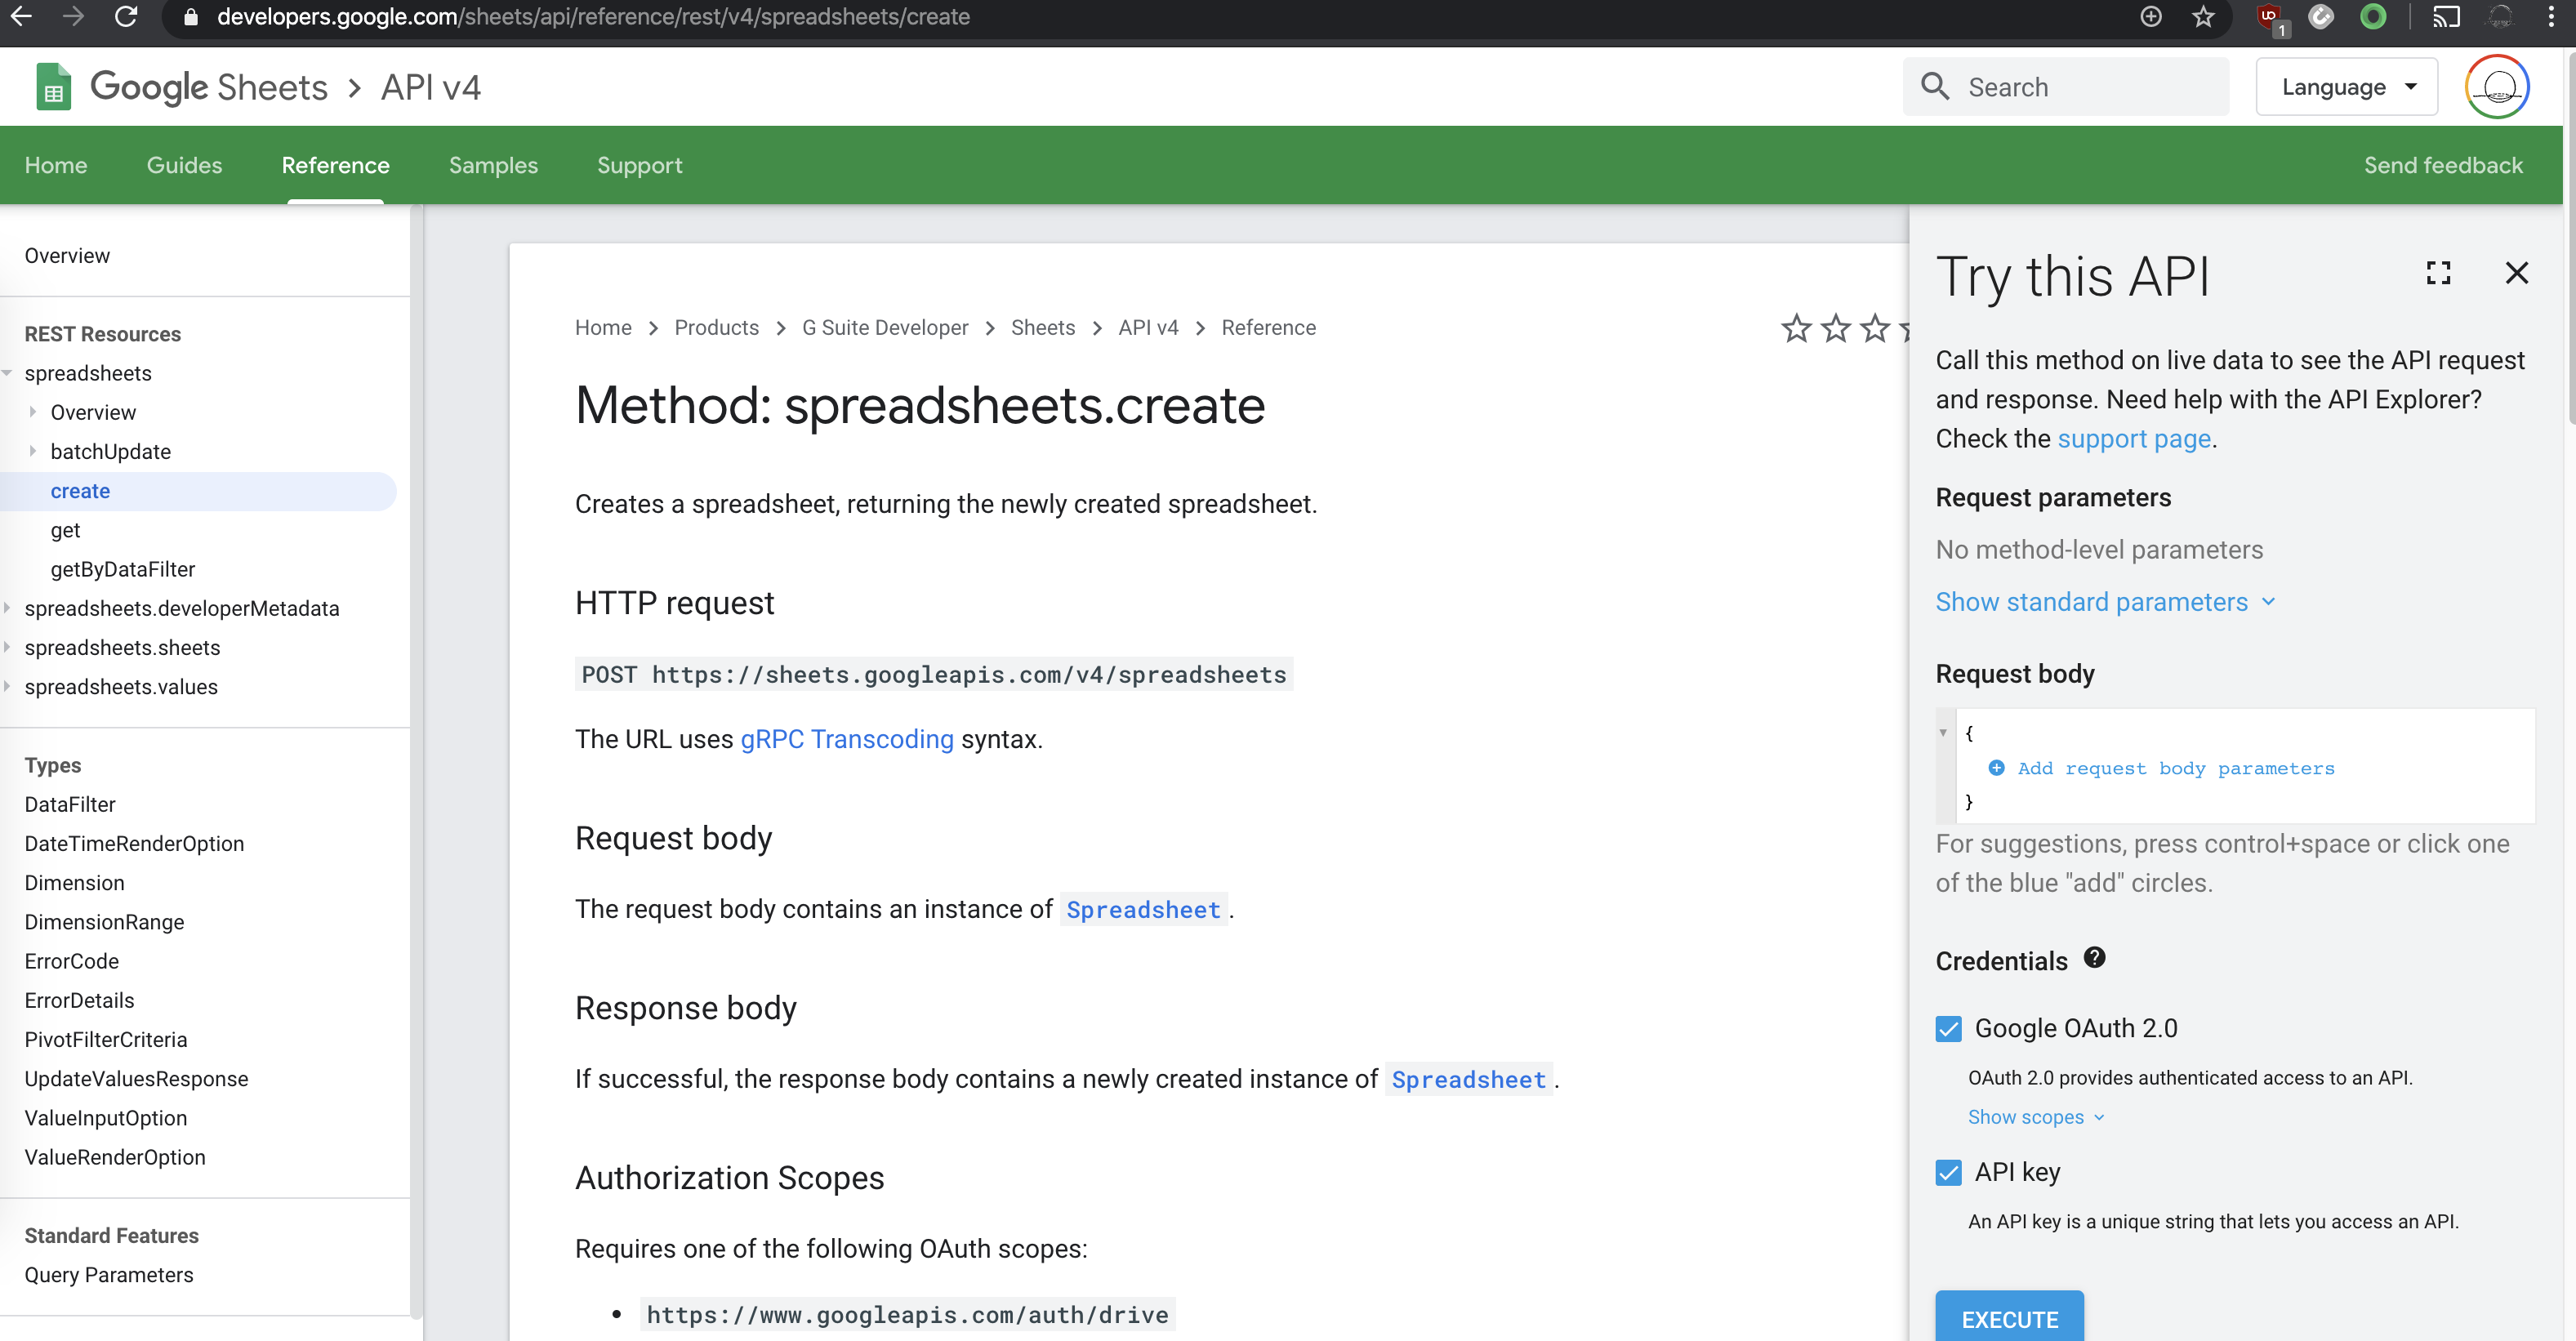 developers.google.com/sheets/api/reference/rest/v4/spreadsheets/create
1
Google Sheets > API v4
Search
Language
Home
Guides
Reference
Samples
Support
Send feedback
Overview
REST Resources
spreadsheets
Overview
batchUpdate
create
get
getByDataFilter
spreadsheets.developerMetadata
spreadsheets.sheets
spreadsheets.values
Types
DataFilter
DateTimeRenderOption
Dimension
DimensionRange
ErrorCode
ErrorDetails
PivotFilterCriteria
UpdateValuesResponse
ValueInputOption
ValueRenderOption
Standard Features
Query Parameters
Home > Products > G Suite Developer > Sheets > API v4 > Reference
Method: spreadsheets.create
Creates a spreadsheet, returning the newly created spreadsheet.
HTTP request
POST https://sheets.googleapis.com/v4/spreadsheets
The URL uses gRPC Transcoding syntax.
Request body
The request body contains an instance of Spreadsheet.
Response body
If successful, the response body contains a newly created instance of Spreadsheet.
Authorization Scopes
Requires one of the following OAuth scopes:
• https://www.googleapis.com/auth/drive
Try this API
Call this method on live data to see the API request
and response. Need help with the API Explorer?
Check the support page.
Request parameters
No method-level parameters
Show standard parameters
Request body
{
Add request body parameters
}
For suggestions, press control+space or click one
of the blue "add" circles.
Credentials ?
Google OAuth 2.0
OAuth 2.0 provides authenticated access to an API.
Show scopes
API key
An API key is a unique string that lets you access an API.
EXECUTE